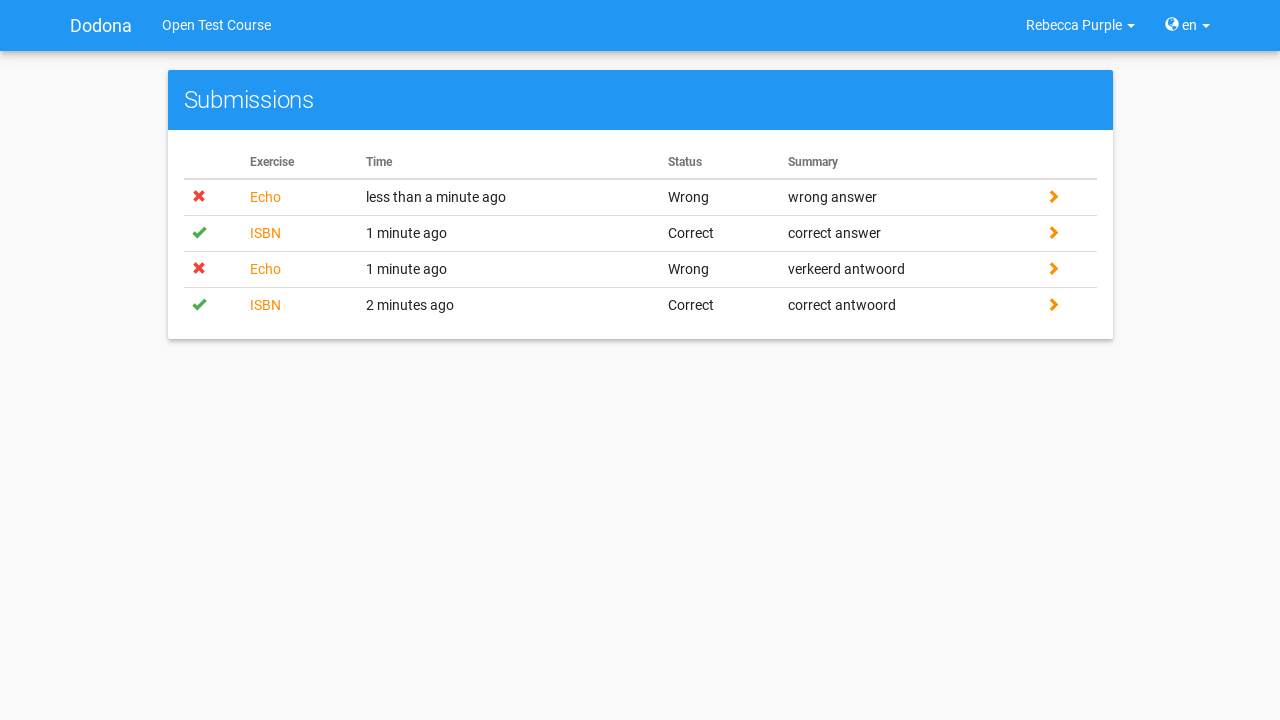 Dodona Open Test Course Rebecca Purple en
Submissions
Exercise Time Status Summary
Echo less than a minute ago Wrong wrong answer
ISBN 1 minute ago Correct correct answer
Echo 1 minute ago Wrong verkeerd antwoord
ISBN 2 minutes ago Correct correct antwoord